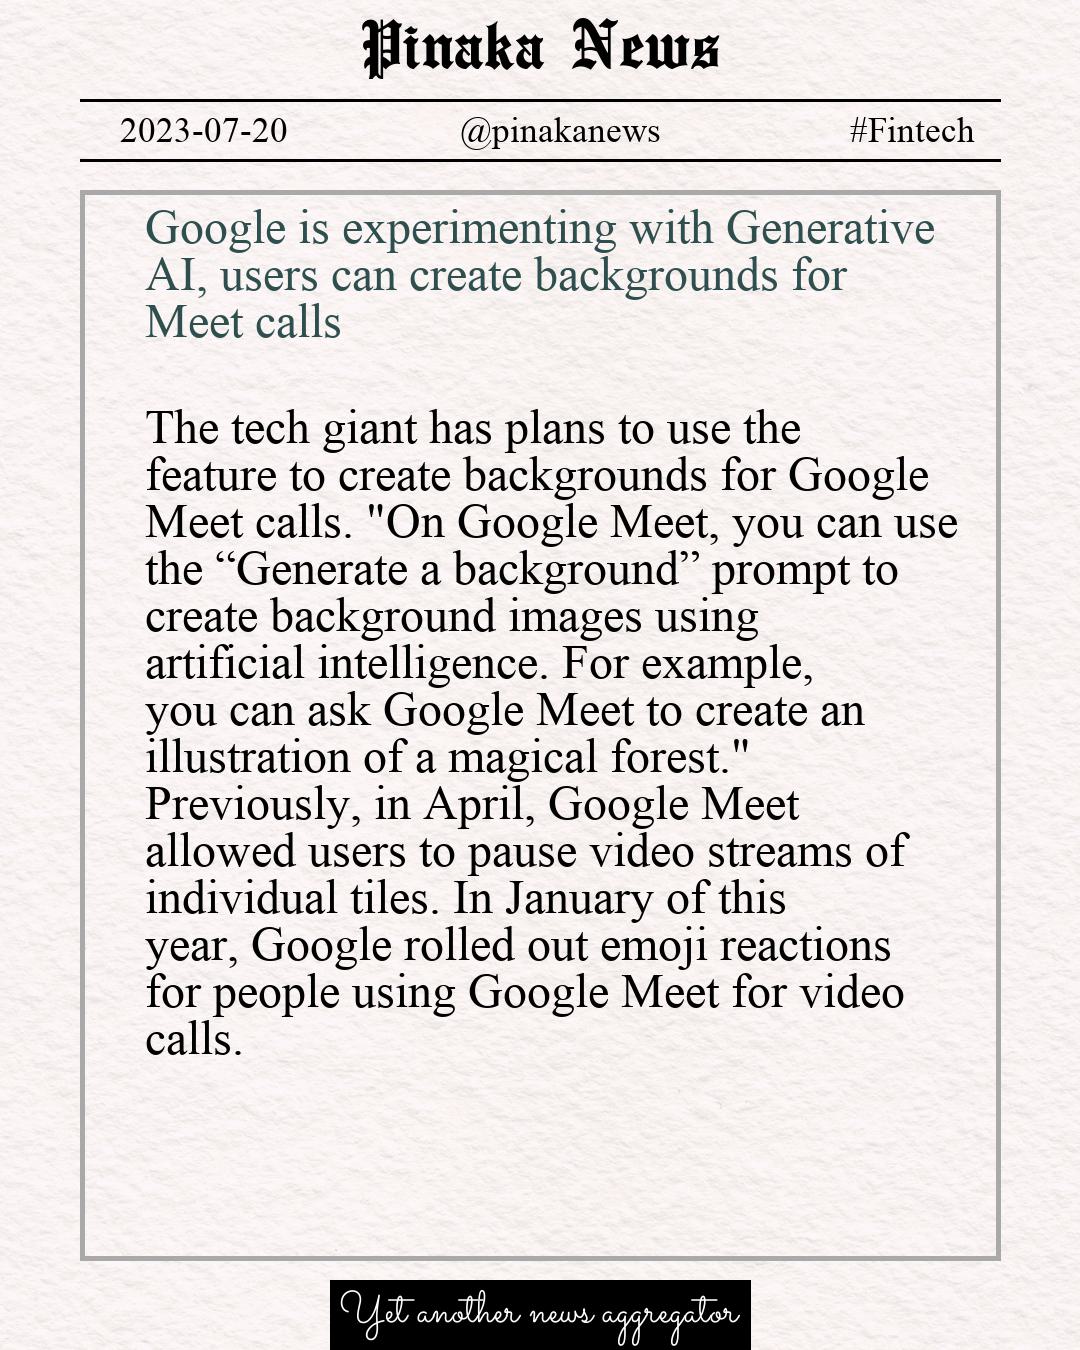 Pinaka News
2023-07-20 @pinakanews #Fintech
Google is experimenting with Generative
AI, users can create backgrounds for
Meet calls
The tech giant has plans to use the
feature to create backgrounds for Google
Meet calls. "On Google Meet, you can use
the “Generate a background” prompt to
create background images using
artificial intelligence. For example,
you can ask Google Meet to create an
illustration of a magical forest."
Previously, in April, Google Meet
allowed users to pause video streams of
individual tiles. In January of this
year, Google rolled out emoji reactions
for people using Google Meet for video
calls.
Yet another news aggregator